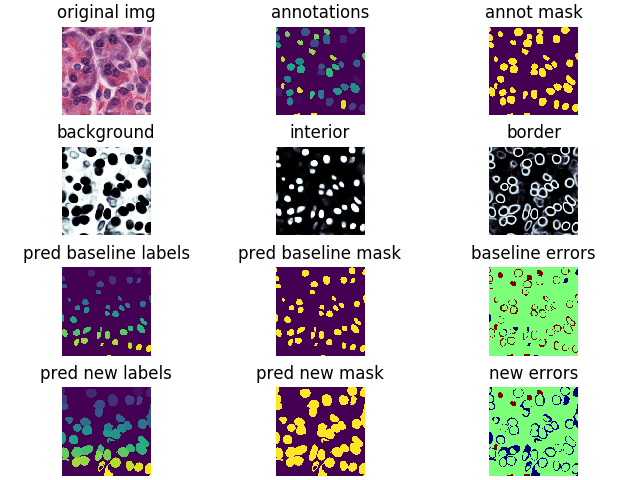 original img
annotations
annot mask
background
interior
border
pred baseline labels
pred baseline mask
baseline errors
pred new labels
pred new mask
new errors